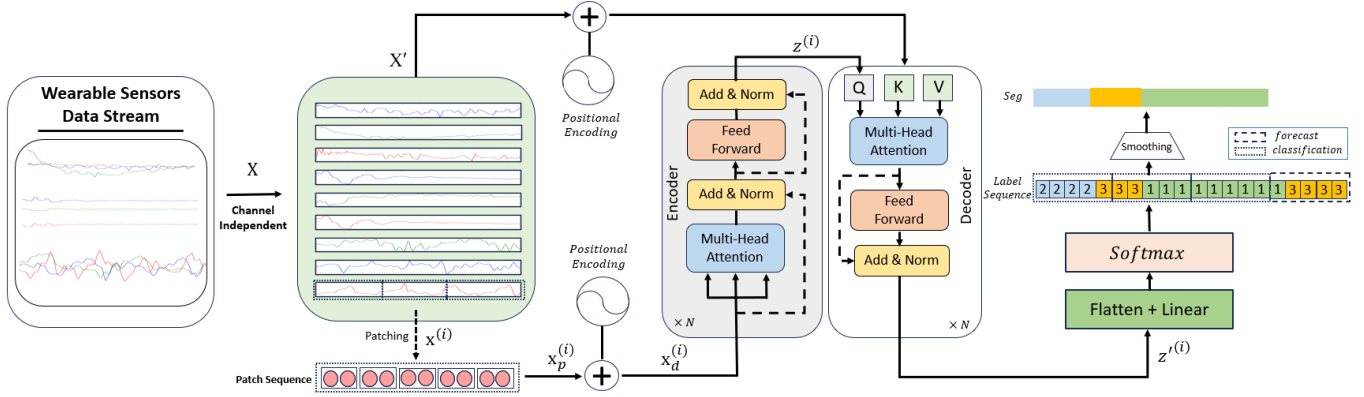 Wearable Sensors
Data Stream
X
Channel
Independent
X′
Patching
x^(i)
Patch Sequence
x_p^(i)
Positional
Encoding
Positional
Encoding
x_d^(i)
Encoder
Add & Norm
Feed
Forward
Add & Norm
Multi-Head
Attention
× N
z^(i)
Q K V
Multi-Head
Attention
Feed
Forward
Add & Norm
Decoder
× N
z′^(i)
Flatten + Linear
Softmax
Label
Sequence
2 2 2 2 3 3 3 1 1 1 1 1 1 1 1 1 3 3 3 3
Smoothing
forecast
classification
Seg